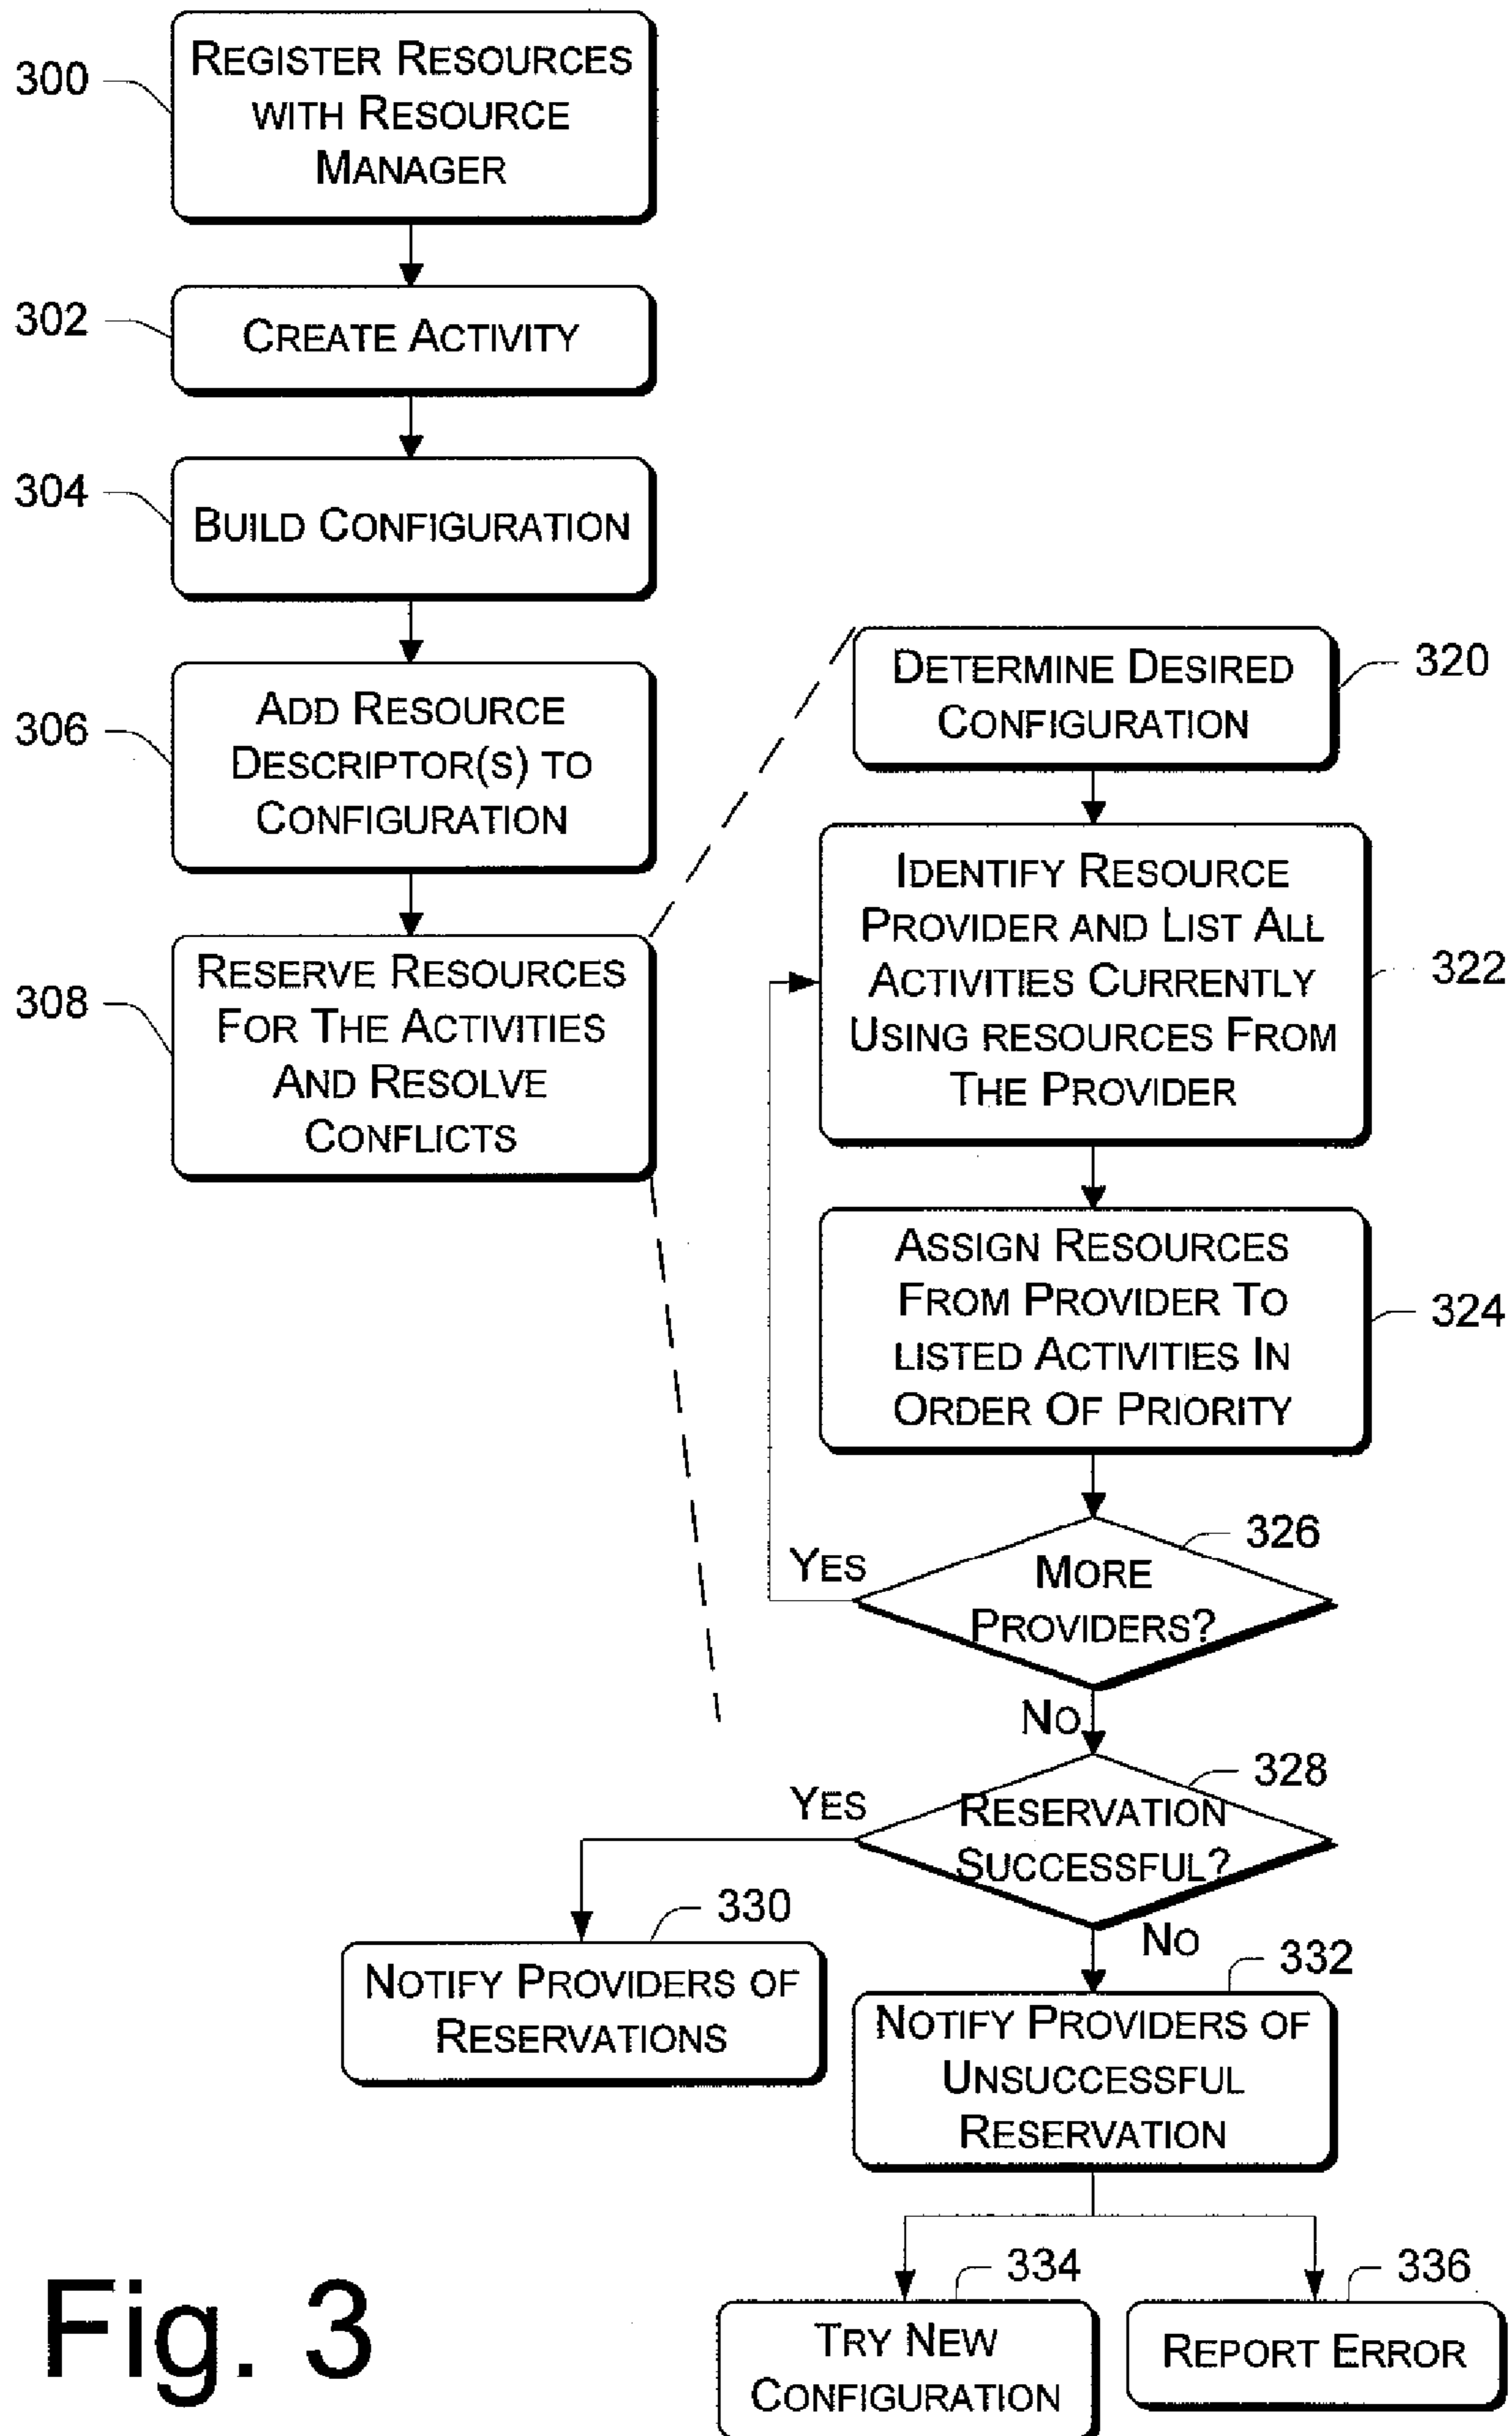 300
REGISTER RESOURCES
WITH RESOURCE
MANAGER
302
CREATE ACTIVITY
304
BUILD CONFIGURATION
306
ADD RESOURCE
DESCRIPTOR(S) TO
CONFIGURATION
308
RESERVE RESOURCES
FOR THE ACTIVITIES
AND RESOLVE
CONFLICTS
DETERMINE DESIRED
CONFIGURATION
320
IDENTIFY RESOURCE
PROVIDER AND LIST ALL
ACTIVITIES CURRENTLY
USING RESOURCES FROM
THE PROVIDER
322
ASSIGN RESOURCES
FROM PROVIDER TO
LISTED ACTIVITIES IN
ORDER OF PRIORITY
324
326
MORE
PROVIDERS?
YES
NO
328
RESERVATION
SUCCESSFUL?
YES
NO
330
NOTIFY PROVIDERS OF
RESERVATIONS
332
NOTIFY PROVIDERS OF
UNSUCCESSFUL
RESERVATION
334
TRY NEW
CONFIGURATION
336
REPORT ERROR
Fig. 3